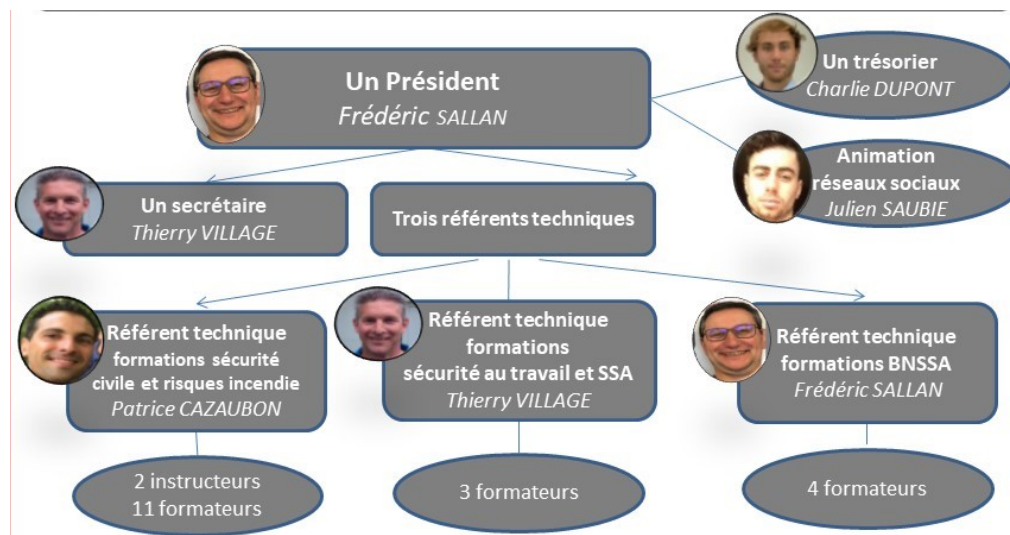 Un Président
Frédéric SALLAN
Un trésorier
Charlie DUPONT
Animation
réseaux sociaux
Julien SAUBIE
Un secrétaire
Thierry VILLAGE
Trois référents techniques
Référent technique
formations sécurité
civile et risques incendie
Patrice CAZAUBON
Référent technique
formations
sécurité au travail et SSA
Thierry VILLAGE
Référent technique
formations BNSSA
Frédéric SALLAN
2 instructeurs
11 formateurs
3 formateurs
4 formateurs